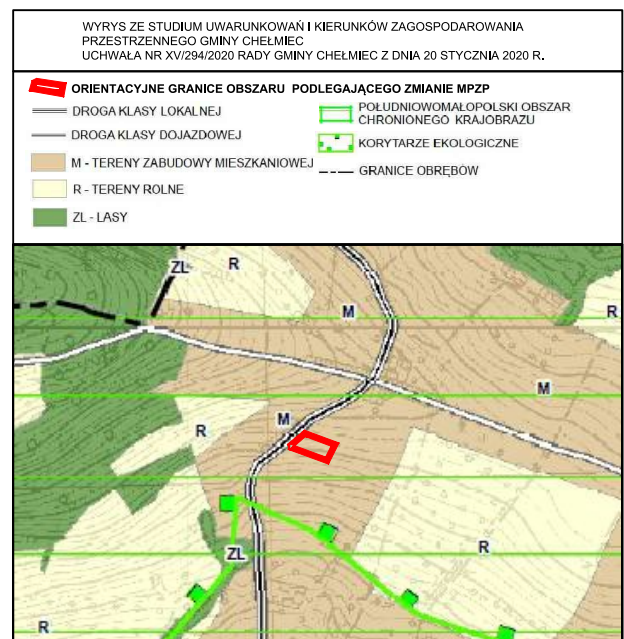 WYRYS ZE STUDIUM UWARUNKOWAŃ I KIERUNKÓW ZAGOSPODAROWANIA
PRZESTRZENNEGO GMINY CHEŁMIEC
UCHWAŁA NR XV/294/2020 RADY GMINY CHEŁMIEC Z DNIA 20 STYCZNIA 2020 R.
ORIENTACYJNE GRANICE OBSZARU PODLEGAJĄCEGO ZMIANIE MPZP
DROGA KLASY LOKALNEJ
DROGA KLASY DOJAZDOWEJ
M - TERENY ZABUDOWY MIESZKANIOWEJ
R - TERENY ROLNE
ZL - LASY
POŁUDNIOWOMAŁOPOLSKI OBSZAR
CHRONIONEGO KRAJOBRAZU
KORYTARZE EKOLOGICZNE
GRANICE OBRĘBÓW
ZL R
M R
M
M
R
R
ZL
R